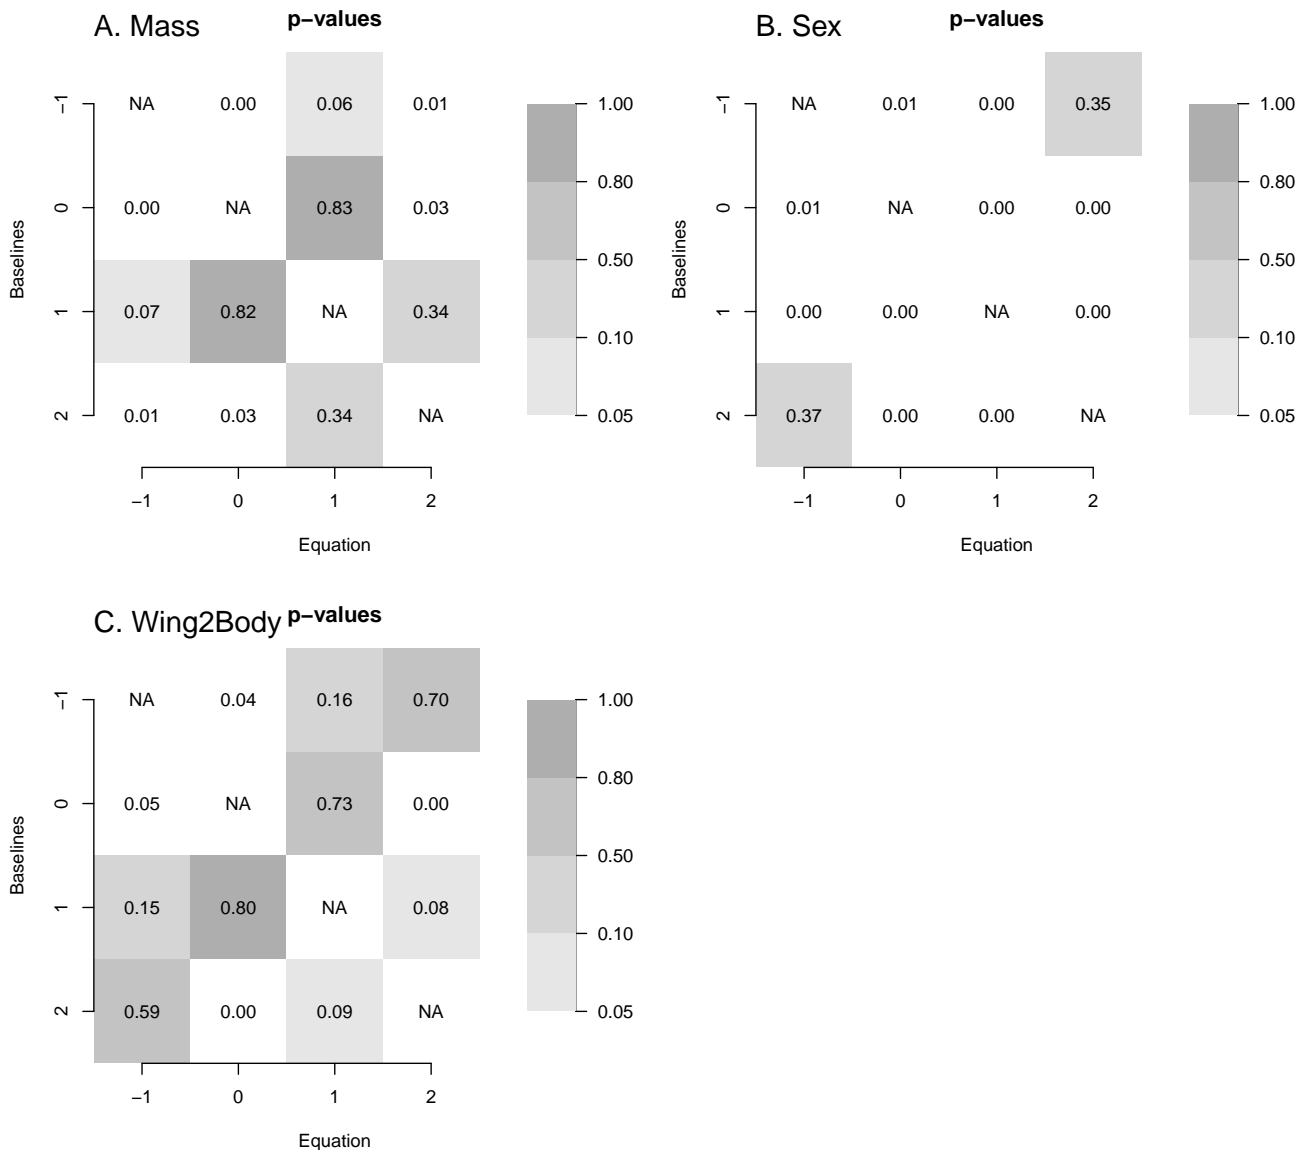 A. Mass p−values
−1 NA 0.00 0.06 0.01 1.00
0.80
0 0.00 NA 0.83 0.03
0.50
Baselines
1 0.07 0.82 NA 0.34
0.10
2 0.01 0.03 0.34 NA 0.05
−1 0 1 2
Equation
B. Sex p−values
−1 NA 0.01 0.00 0.35 1.00
0.80
0 0.01 NA 0.00 0.00
0.50
Baselines
1 0.00 0.00 NA 0.00
0.10
2 0.37 0.00 0.00 NA 0.05
−1 0 1 2
Equation
C. Wing2Body p−values
−1 NA 0.04 0.16 0.70 1.00
0.80
0 0.05 NA 0.73 0.00
0.50
Baselines
1 0.15 0.80 NA 0.08
0.10
2 0.59 0.00 0.09 NA 0.05
−1 0 1 2
Equation